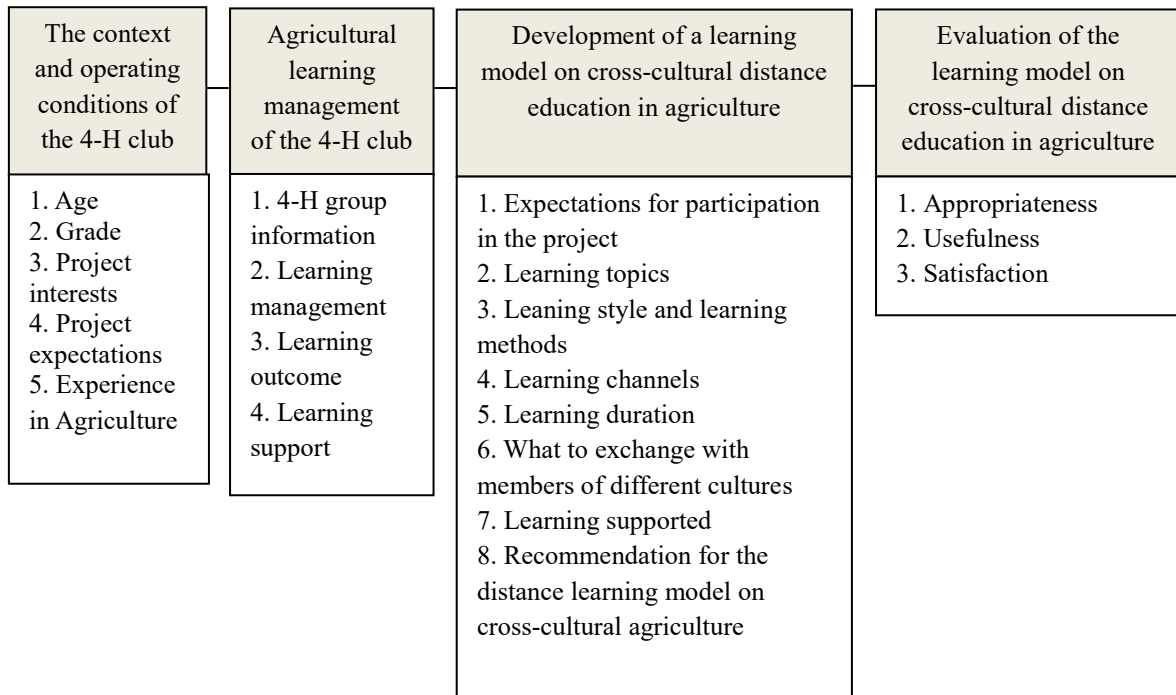 The context
and operating
conditions of
the 4-H club
1. Age
2. Grade
3. Project
interests
4. Project
expectations
5. Experience
in Agriculture
Agricultural
learning
management
of the 4-H club
1. 4-H group
information
2. Learning
management
3. Learning
outcome
4. Learning
support
Development of a learning
model on cross-cultural distance
education in agriculture
1. Expectations for participation
in the project
2. Learning topics
3. Leaning style and learning
methods
4. Learning channels
5. Learning duration
6. What to exchange with
members of different cultures
7. Learning supported
8. Recommendation for the
distance learning model on
cross-cultural agriculture
Evaluation of the
learning model on
cross-cultural distance
education in agriculture
1. Appropriateness
2. Usefulness
3. Satisfaction